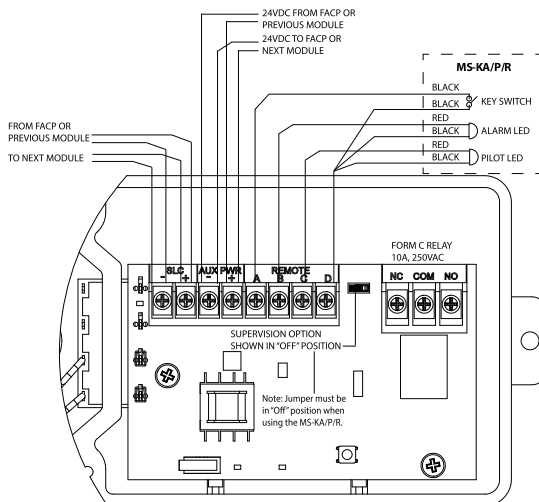 24VDC FROM FACP OR
PREVIOUS MODULE
24VDC TO FACP OR
NEXT MODULE
MS-KA/P/R
BLACK
BLACK
KEY SWITCH
RED
BLACK
ALARM LED
RED
BLACK
PILOT LED
FROM FACP OR
PREVIOUS MODULE
TO NEXT MODULE
FORM C RELAY
10A, 250VAC
SLC
AUX PWR
REMOTE
- + - + A B C D
NC COM NO
SUPERVISION OPTION
SHOWN IN "OFF" POSITION
Note: Jumper must be
in "Off" position when
using the MS-KA/P/R.